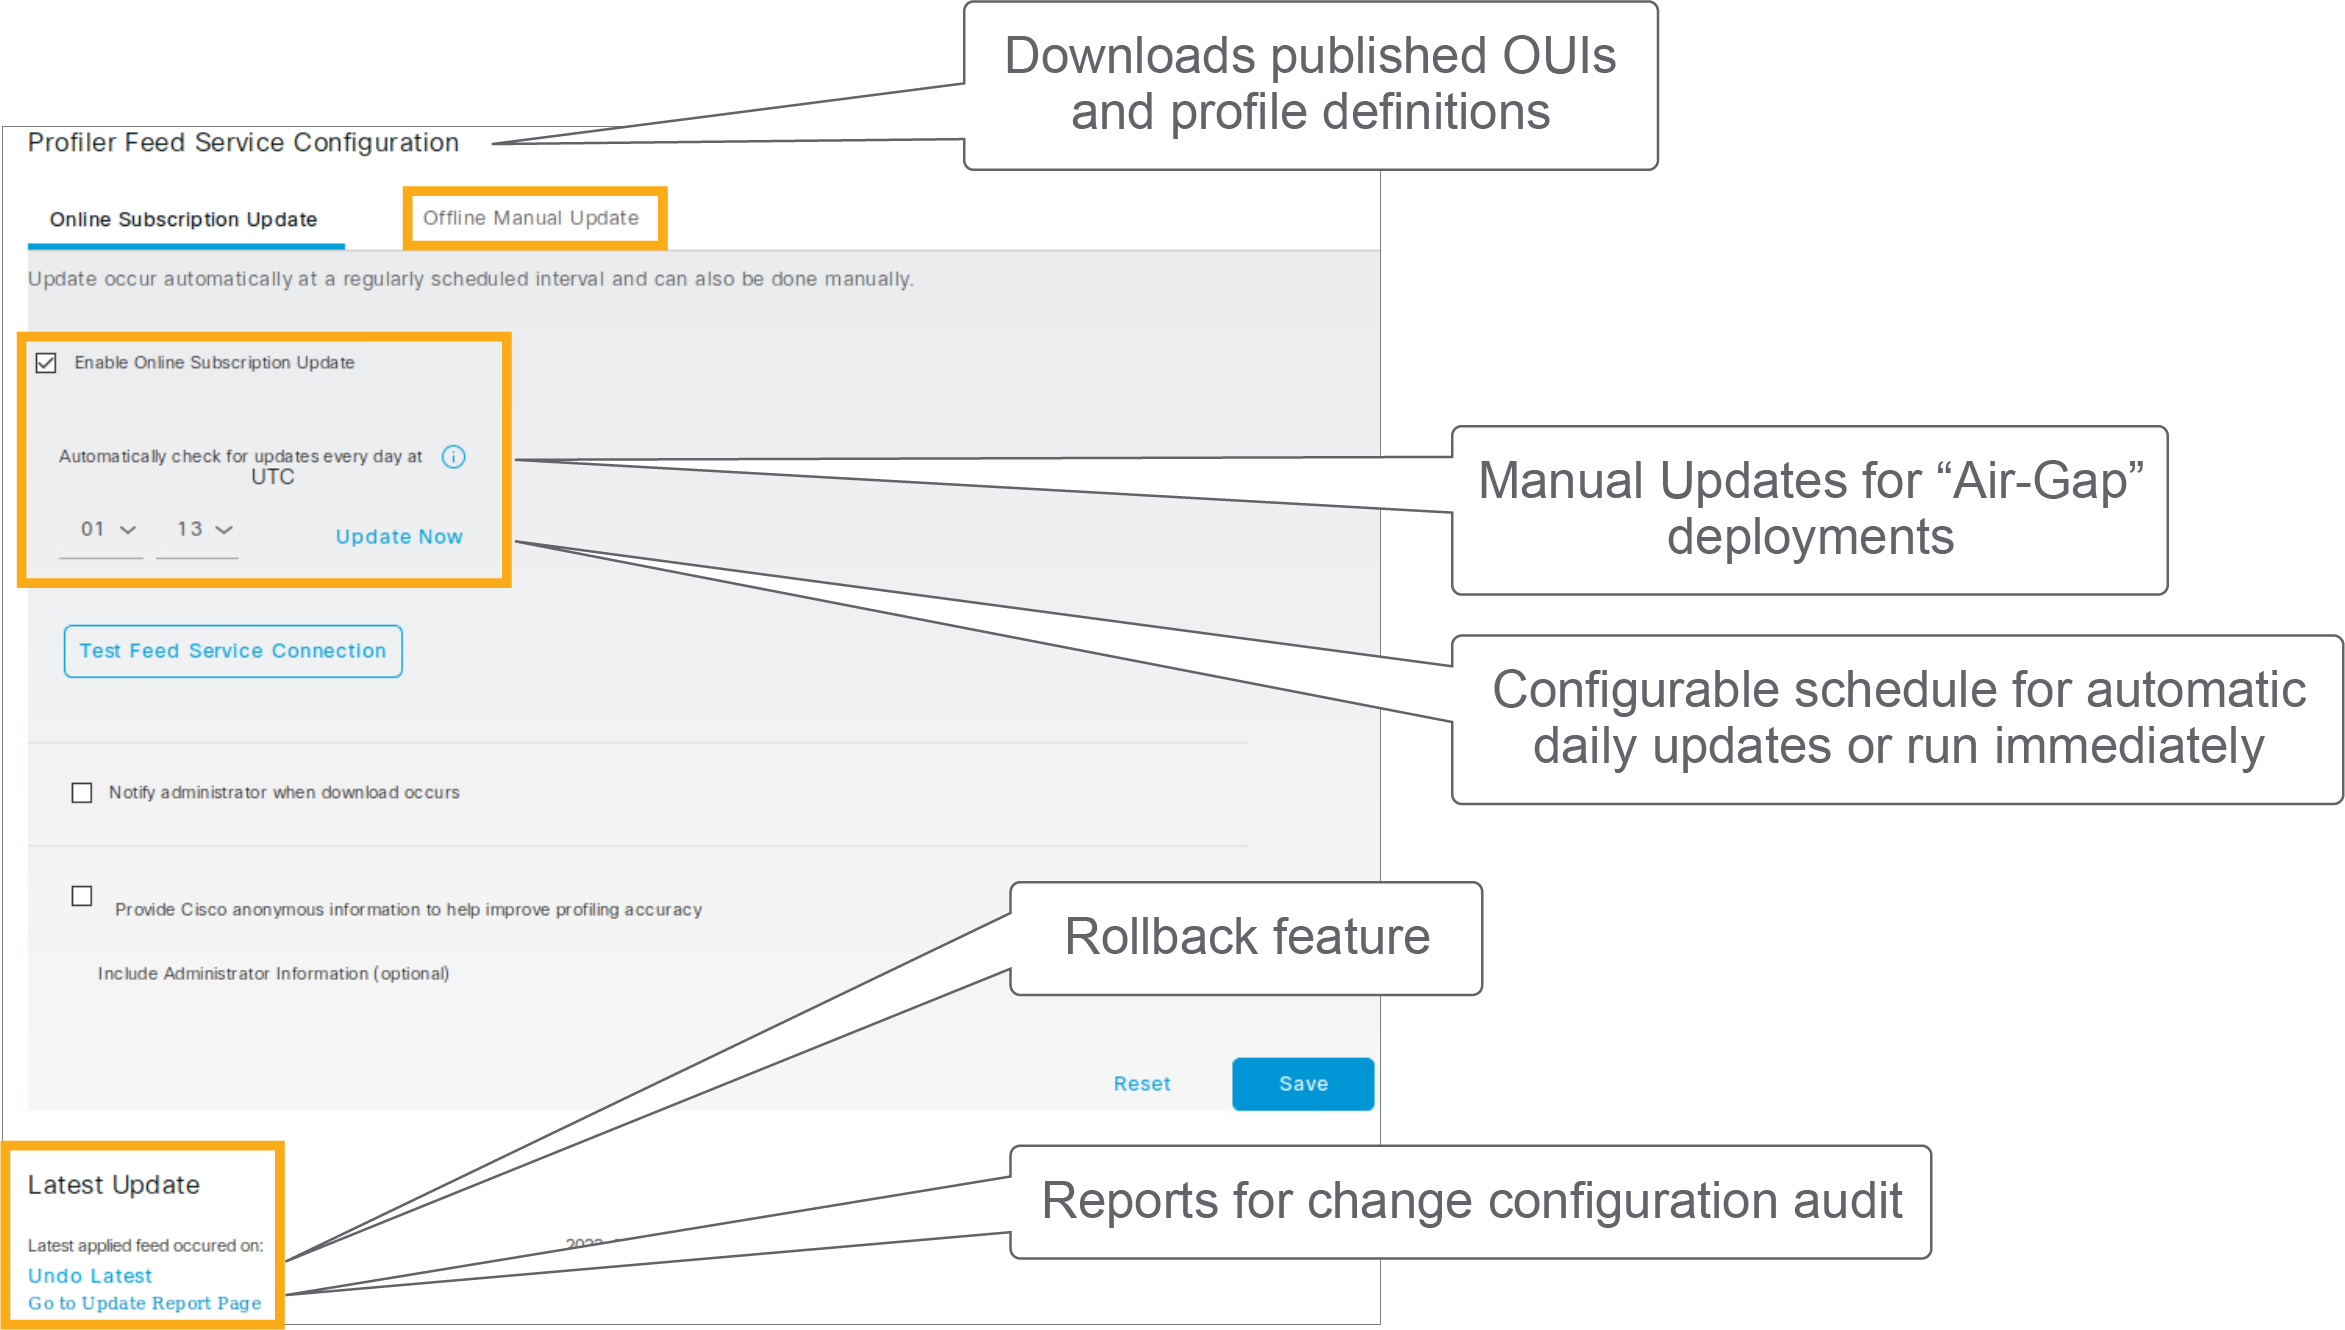 Downloads published OUIs
and profile definitions
Profiler Feed Service Configuration
Online Subscription Update
Offline Manual Update
Update occur automatically at a regularly scheduled interval and can also be done manually.
Enable Online Subscription Update
Automatically check for updates every day at
UTC
01 13 Update Now
Manual Updates for “Air-Gap”
deployments
Test Feed Service Connection
Configurable schedule for automatic
daily updates or run immediately
Notify administrator when download occurs
Provide Cisco anonymous information to help improve profiling accuracy
Rollback feature
Include Administrator Information (optional)
Reset Save
Latest Update
Reports for change configuration audit
Latest applied feed occured on:
Undo Latest
Go to Update Report Page